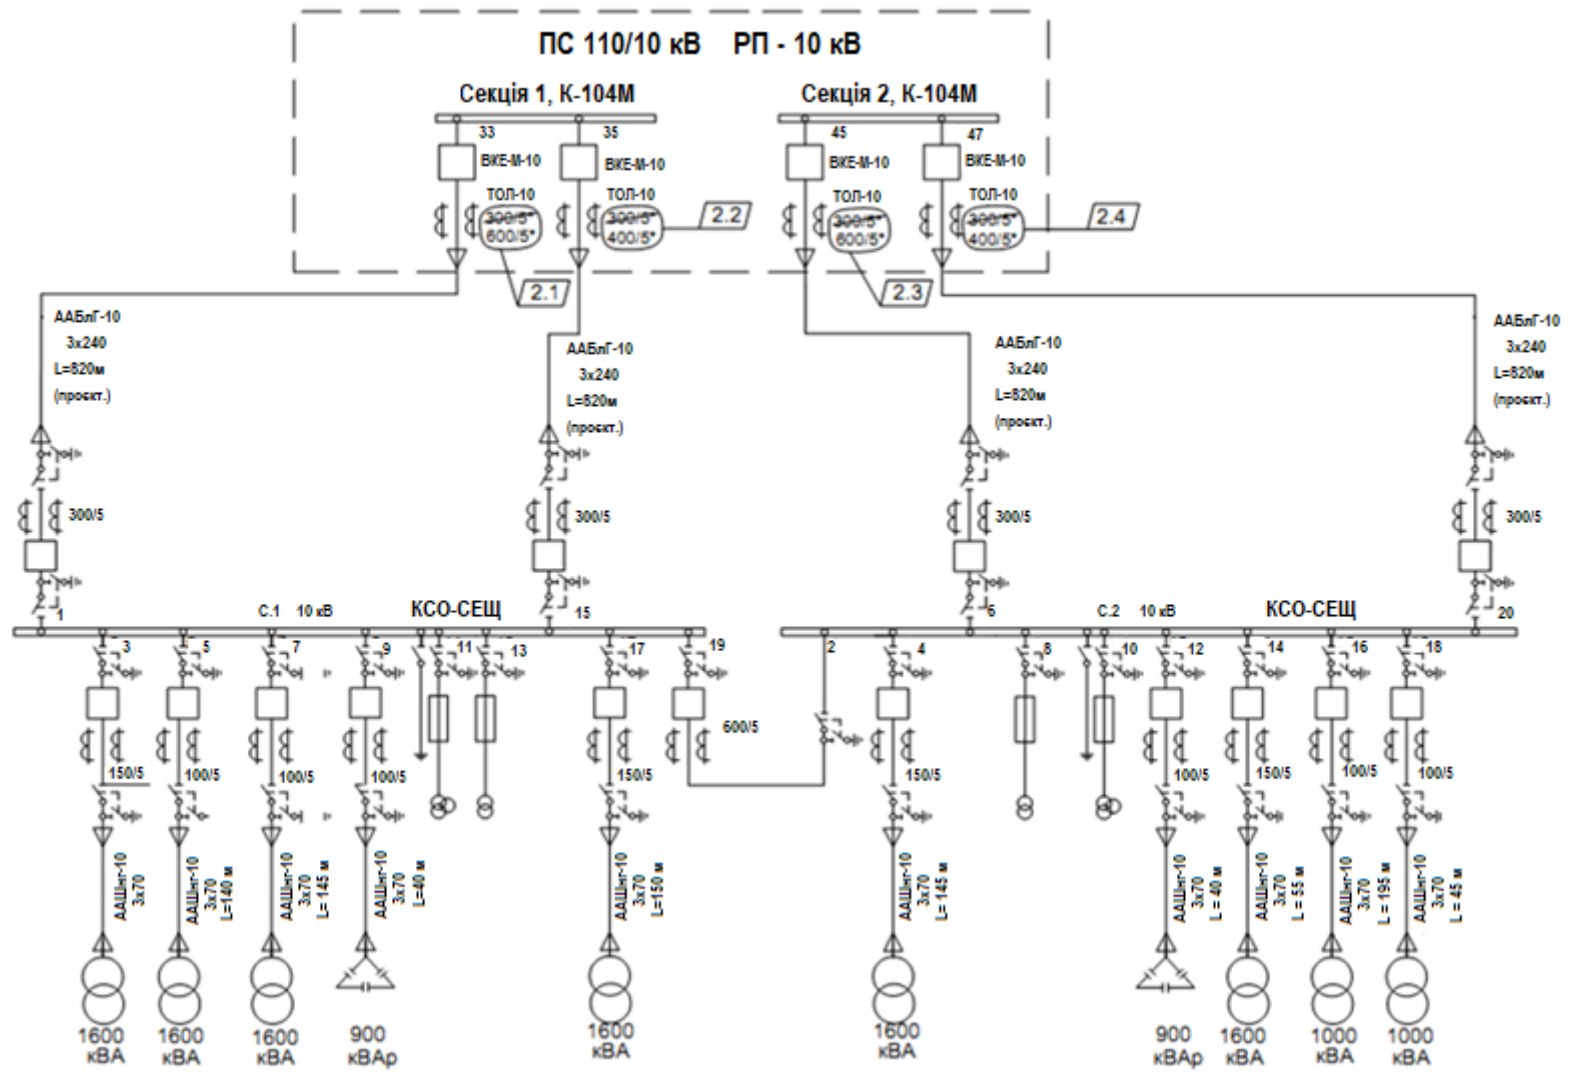 ПС 110/10 кВ РП - 10 кВ
Секція 1, К-104М
Секція 2, К-104М
33
35
45
47
ВКЕ-М-10
ВКЕ-М-10
ВКЕ-М-10
ВКЕ-М-10
ТОЛ-10
ТОЛ-10
ТОЛ-10
ТОЛ-10
300/5*
600/5*
300/5*
400/5*
300/5*
600/5*
300/5*
400/5*
2.2
2.4
2.1
2.3
ААБлГ-10
3х240
L=820м
(проєкт.)
ААБлГ-10
3х240
L=820м
(проєкт.)
ААБлГ-10
3х240
L=820м
(проєкт.)
ААБлГ-10
3х240
L=820м
(проєкт.)
300/5
300/5
300/5
300/5
1
С.1 10 кВ
КСО-СЕЩ
15
6
С.2 10 кВ
КСО-СЕЩ
20
3
5
7
9
11
13
17
19
2
4
8
10
12
14
16
18
600/5
150/5
100/5
100/5
100/5
150/5
150/5
100/5
150/5
100/5
100/5
ААШнг-10
3х70
ААШнг-10
3х70
L=140 м
ААШнг-10
3х70
L= 145 м
ААШнг-10
3х70
L=40 м
ААШнг-10
3х70
L=150 м
ААШнг-10
3х70
L= 145 м
ААШнг-10
3х70
L = 40 м
ААШнг-10
3х70
L = 55 м
ААШнг-10
3х70
L = 195 м
ААШнг-10
3х70
L = 45 м
1600
кВА
1600
кВА
1600
кВА
900
кВАр
1600
кВА
1600
кВА
900
кВАр
1600
кВА
1000
кВА
1000
кВА